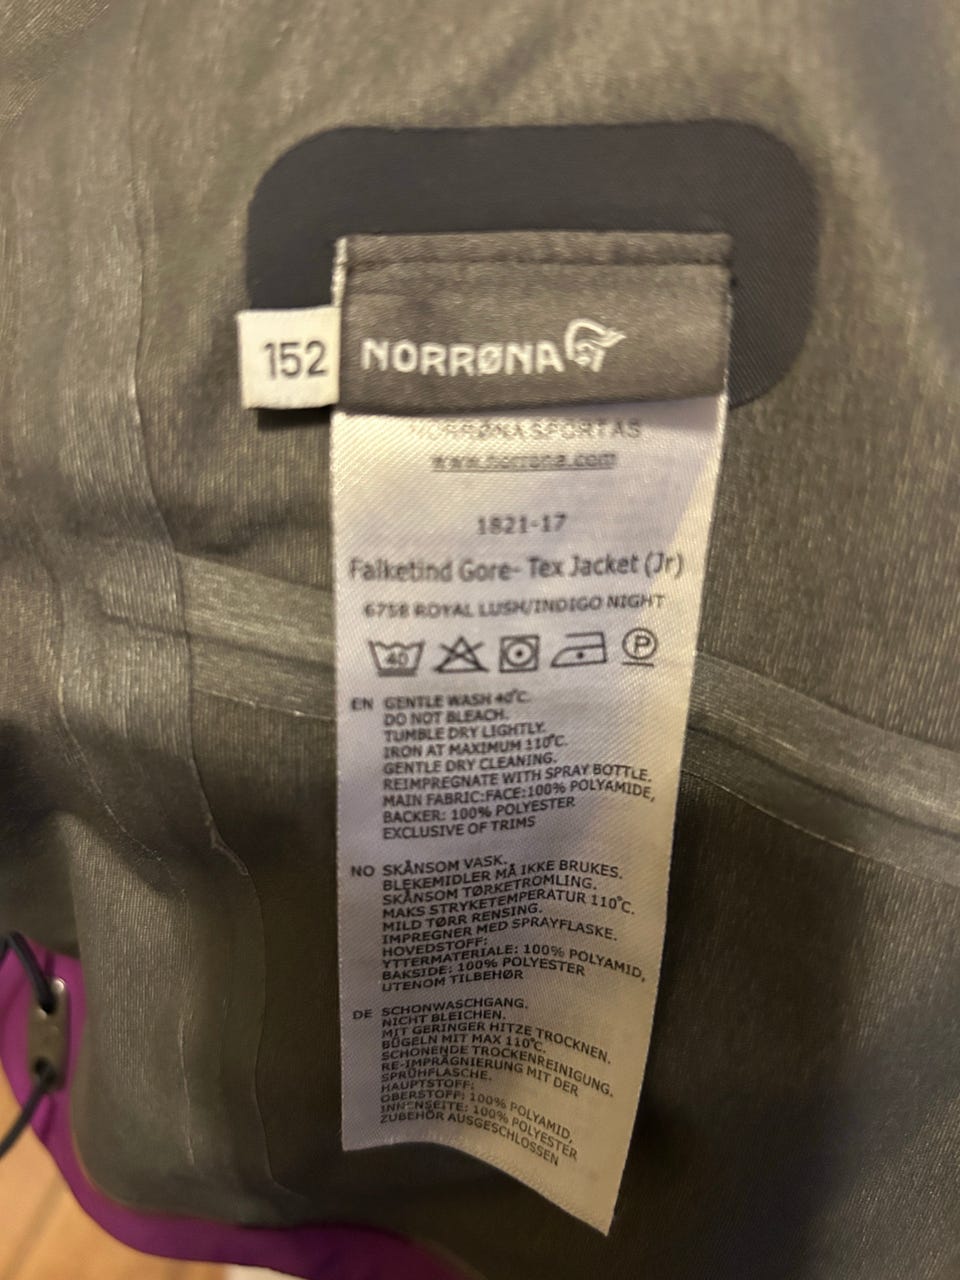 152
NORRØNA
NORRØNA SPORT AS
www.norrona.com
1821-17
Falketind Gore- Tex Jacket (Jr)
6758 ROYAL LUSH/INDIGO NIGHT
40 P
EN GENTLE WASH 40°C.
DO NOT BLEACH.
TUMBLE DRY LIGHTLY.
IRON AT MAXIMUM 110°C.
GENTLE DRY CLEANING.
REIMPREGNATE WITH SPRAY BOTTLE.
MAIN FABRIC:FACE:100% POLYAMIDE,
BACKER: 100% POLYESTER
EXCLUSIVE OF TRIMS
NO SKÅNSOM VASK.
BLEKEMIDLER MÅ IKKE BRUKES.
SKÅNSOM TØRKETROMLING.
MAKS STRYKETEMPERATUR 110°C.
MILD TØRR RENSING.
IMPREGNER MED SPRAYFLASKE.
HOVEDSTOFF:
YTTERMATERIALE: 100% POLYAMID,
BAKSIDE: 100% POLYESTER
UTENOM TILBEHØR
DE SCHONWASCHGANG.
NICHT BLEICHEN.
MIT GERINGER HITZE TROCKNEN.
BÜGELN MIT MAX 110°C.
SCHONENDE TROCKENREINIGUNG.
RE-IMPRÄGNIERUNG MIT DER
SPRÜHFLASCHE.
HAUPTSTOFF:
OBERSTOFF: 100% POLYAMID,
INNENSEITE: 100% POLYESTER
ZUBEHÖR AUSGESCHLOSSEN